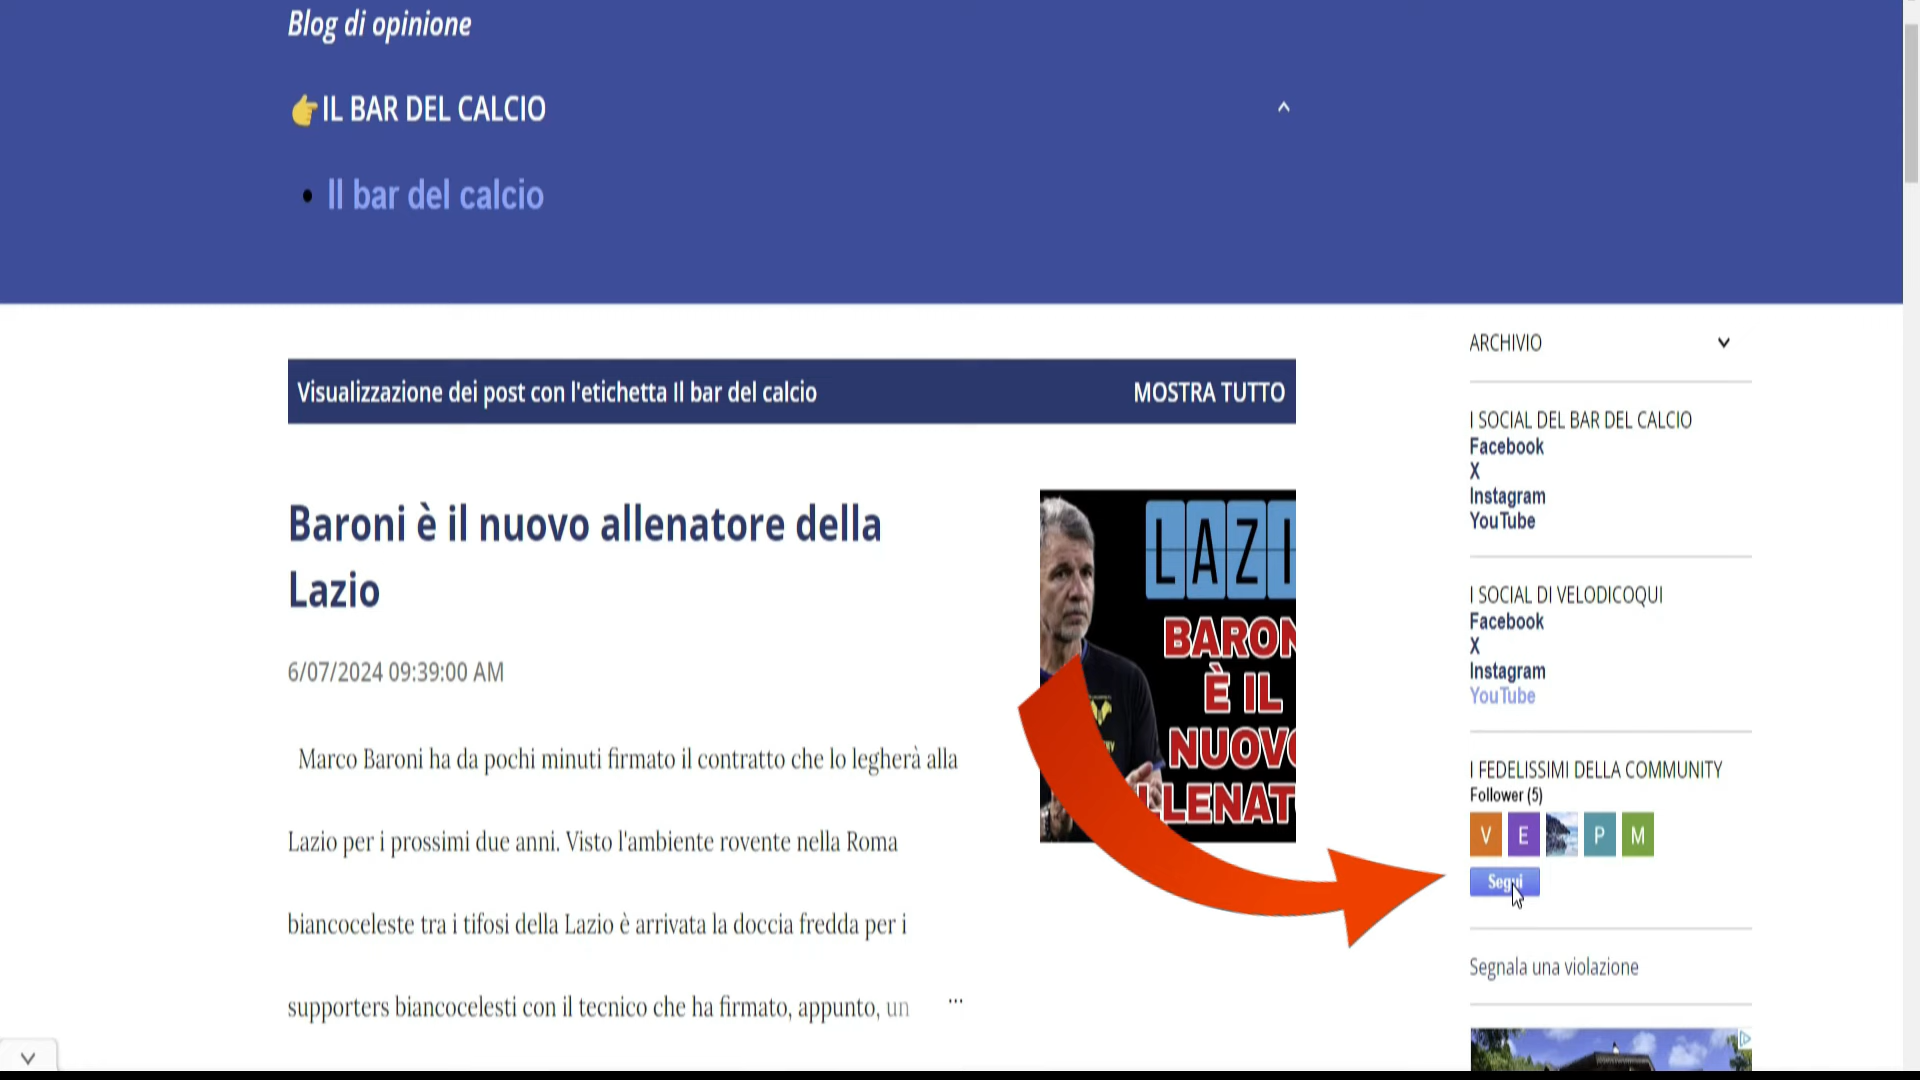 Blog di opinione
👉IL BAR DEL CALCIO
Il bar del calcio
Visualizzazione dei post con l'etichetta Il bar del calcio MOSTRA TUTTO
Baroni è il nuovo allenatore della
Lazio
6/07/2024 09:39:00 AM
Marco Baroni ha da pochi minuti firmato il contratto che lo legherà alla
Lazio per i prossimi due anni. Visto l'ambiente rovente nella Roma
biancoceleste tra i tifosi della Lazio è arrivata la doccia fredda per i
supporters biancocelesti con il tecnico che ha firmato, appunto, un ...
LAZI
BARON
È IL
NUOVO
LLENAT
ARCHIVIO
I SOCIAL DEL BAR DEL CALCIO
Facebook
X
Instagram
YouTube
I SOCIAL DI VELODICOQUI
Facebook
X
Instagram
YouTube
I FEDELISSIMI DELLA COMMUNITY
Follower (5)
V E P M
Segui
Segnala una violazione